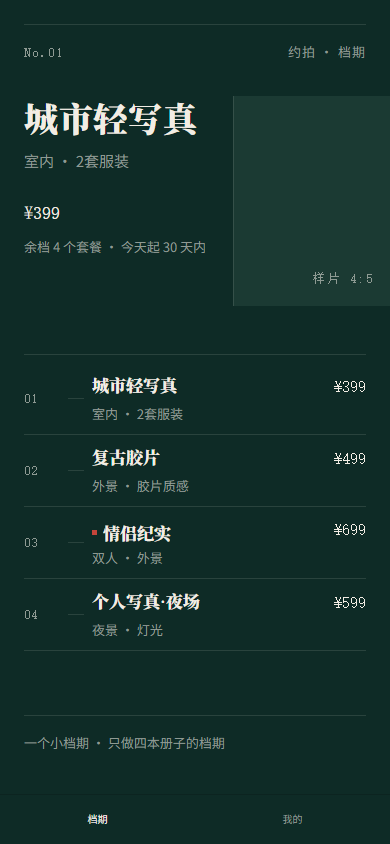 No.01
约拍 · 档期
城市轻写真
室内 · 2套服装
¥399
余档 4 个套餐 · 今天起 30 天内
样片 4:5
01
城市轻写真
¥399
室内 · 2套服装
02
复古胶片
¥499
外景 · 胶片质感
03
情侣纪实
¥699
双人 · 外景
04
个人写真·夜场
¥599
夜景 · 灯光
一个小档期 · 只做四本册子的档期
档期
我的